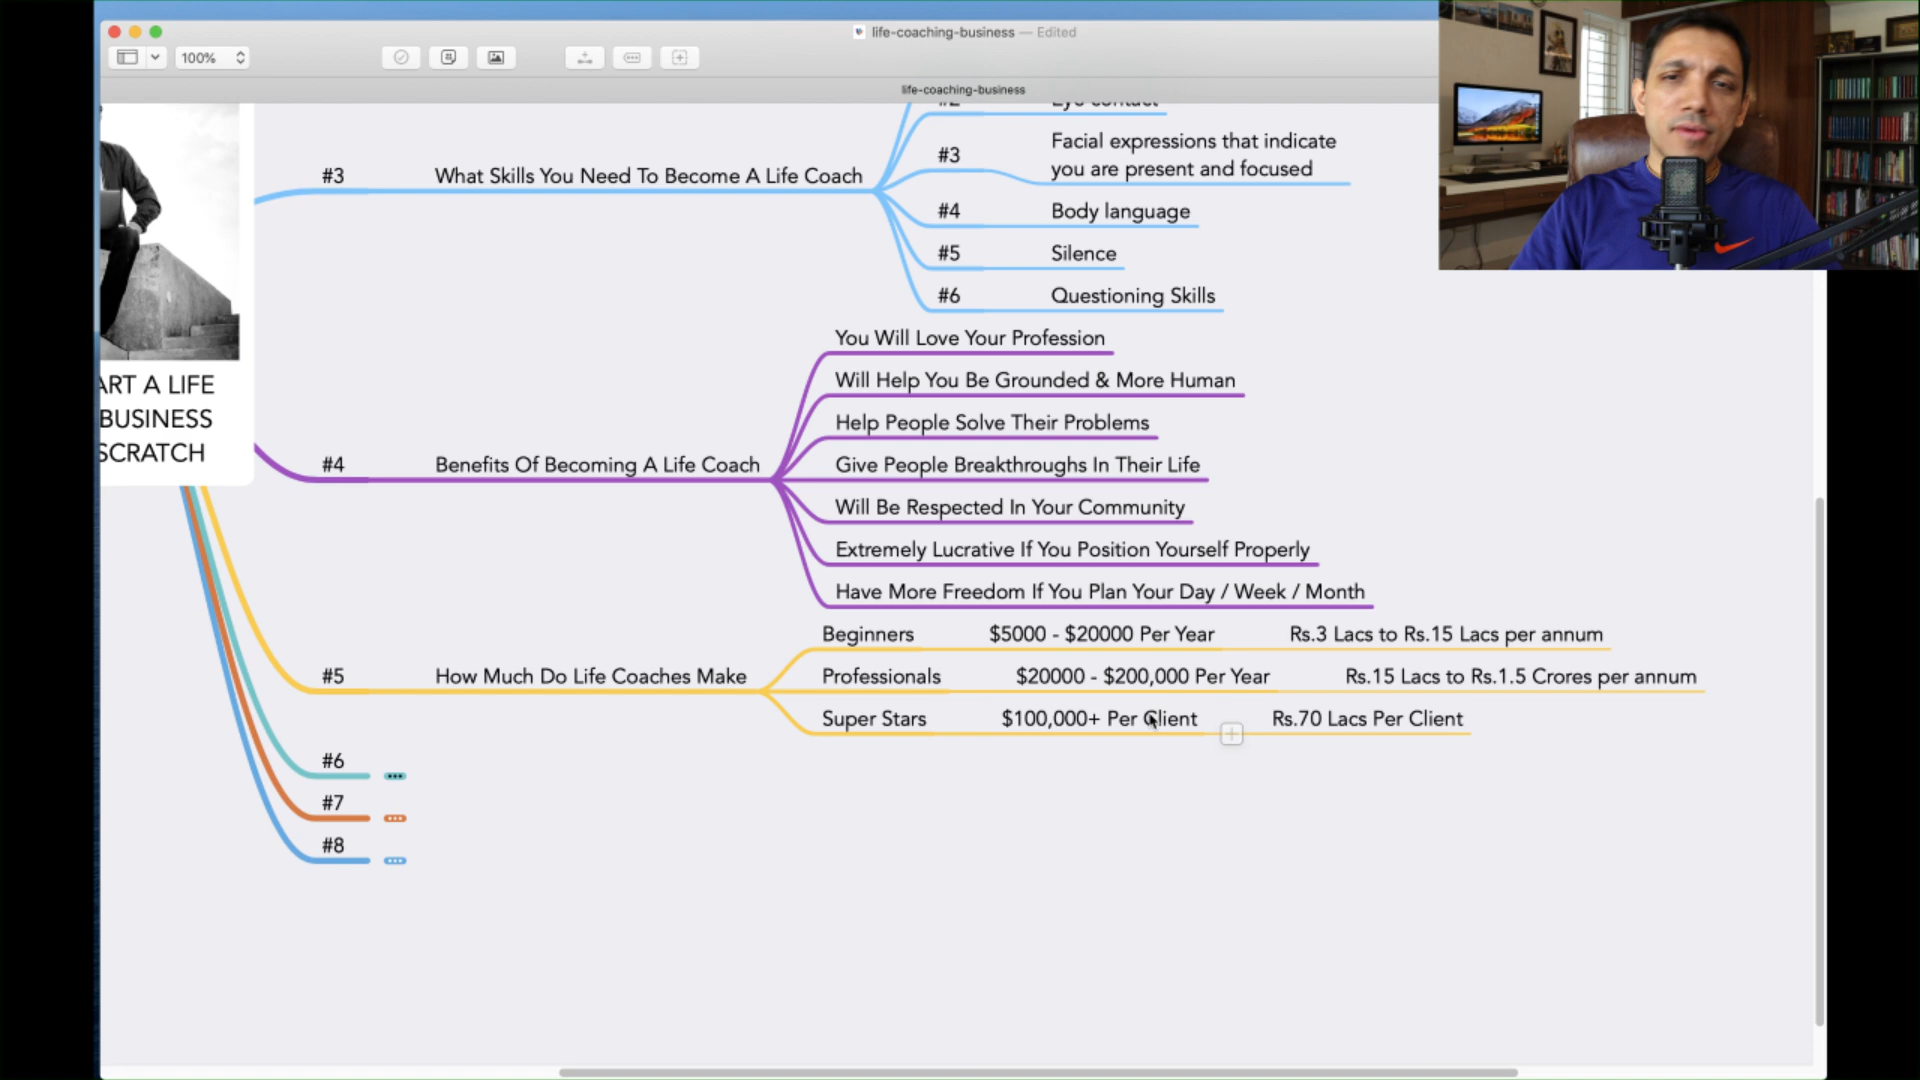 life-coaching-business — Edited
100%
life-coaching-business
#2 Eye contact
#3 What Skills You Need To Become A Life Coach
#3 Facial expressions that indicate
you are present and focused
#4 Body language
#5 Silence
#6 Questioning Skills
ART A LIFE
BUSINESS
SCRATCH
#4 Benefits Of Becoming A Life Coach
You Will Love Your Profession
Will Help You Be Grounded & More Human
Help People Solve Their Problems
Give People Breakthroughs In Their Life
Will Be Respected In Your Community
Extremely Lucrative If You Position Yourself Properly
Have More Freedom If You Plan Your Day / Week / Month
#5 How Much Do Life Coaches Make
Beginners $5000 - $20000 Per Year Rs.3 Lacs to Rs.15 Lacs per annum
Professionals $20000 - $200,000 Per Year Rs.15 Lacs to Rs.1.5 Crores per annum
Super Stars $100,000+ Per Client Rs.70 Lacs Per Client
#6
#7
#8